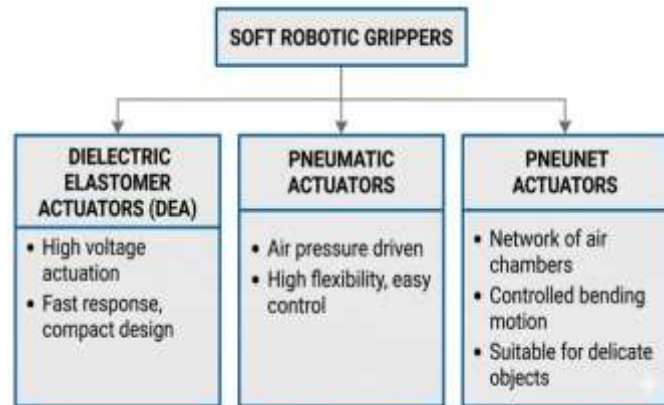 SOFT ROBOTIC GRIPPERS
DIELECTRIC
ELASTOMER
ACTUATORS (DEA)
• High voltage
actuation
• Fast response,
compact design
PNEUMATIC
ACTUATORS
• Air pressure driven
• High flexibility, easy
control
PNEUNET
ACTUATORS
• Network of air
chambers
• Controlled bending
motion
• Suitable for delicate
objects